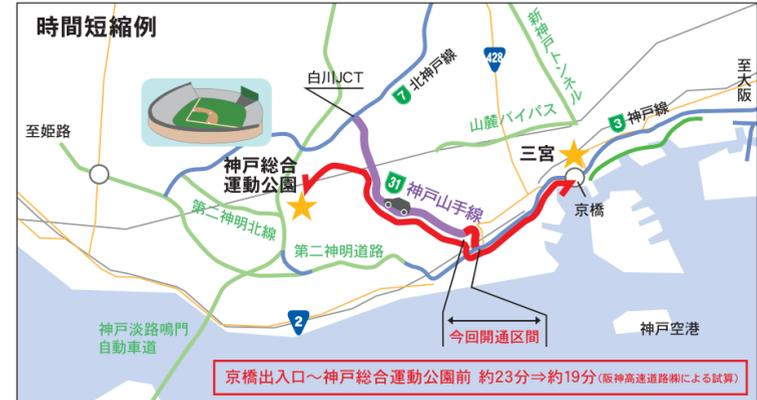 時間短縮例
428
新神戸トンネル
至大阪
白川JCT
7 北神戸線
山麓バイパス
3 神戸線
至姫路
三宮
神戸総合
運動公園
31 神戸山手線
京橋
第二神明北線
第二神明道路
2
今回開通区間
神戸淡路鳴門
自動車道
神戸空港
京橋出入口～神戸総合運動公園前 約23分⇒約19分(阪神高速道路㈱による試算)